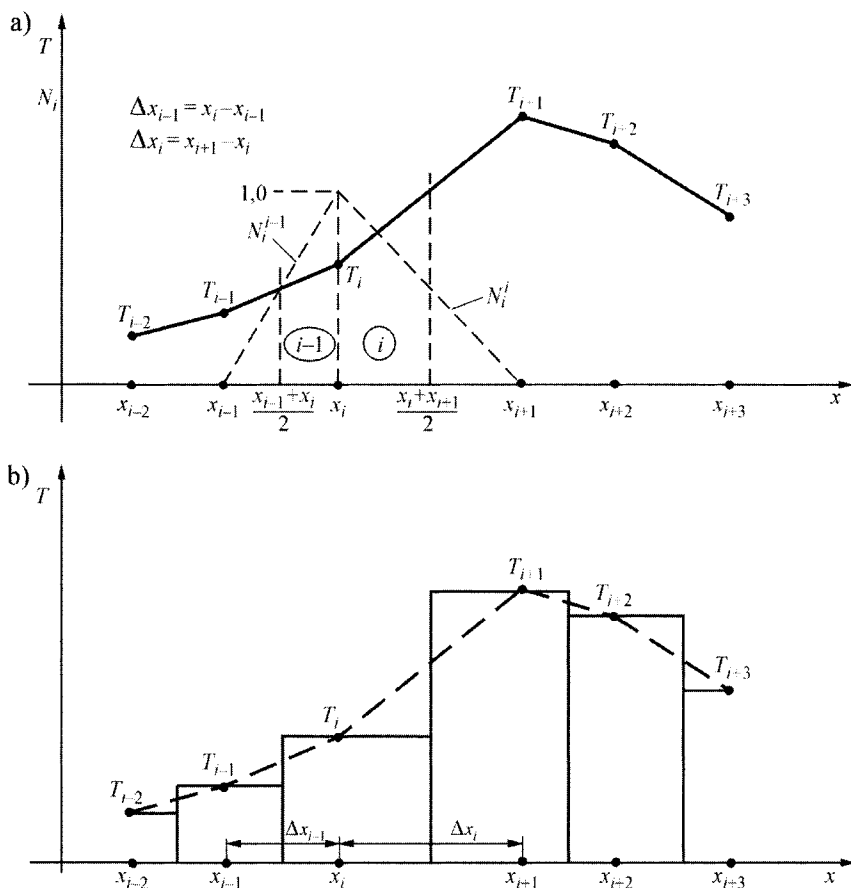 a)
T
N_i
Δx_{i−1} = x_i − x_{i−1}
Δx_i = x_{i+1} − x_i
1,0
N_i^{i−1}
T_{i−2}
T_{i−1}
T_i
T_{i+1}
T_{i+2}
T_{i+3}
N_i^i
i−1
i
x_{i−2} x_{i−1} \frac{x_{i−1}+x_i}{2} x_i \frac{x_i+x_{i+1}}{2} x_{i+1} x_{i+2} x_{i+3} x
b)
T
T_{i−2}
T_{i−1}
T_i
T_{i+1}
T_{i+2}
T_{i+3}
Δx_{i−1} Δx_i
x_{i−2} x_{i−1} x_i x_{i+1} x_{i+2} x_{i+3} x